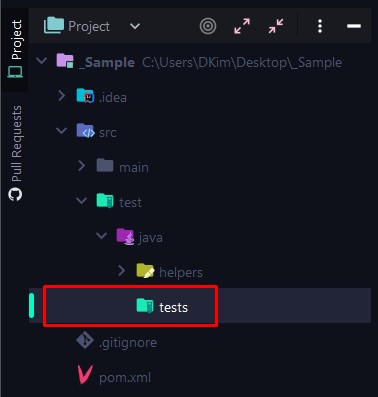 Project
Project
Pull Requests
_Sample C:\Users\DKim\Desktop\_Sample
.idea
src
main
test
java
helpers
tests
.gitignore
pom.xml